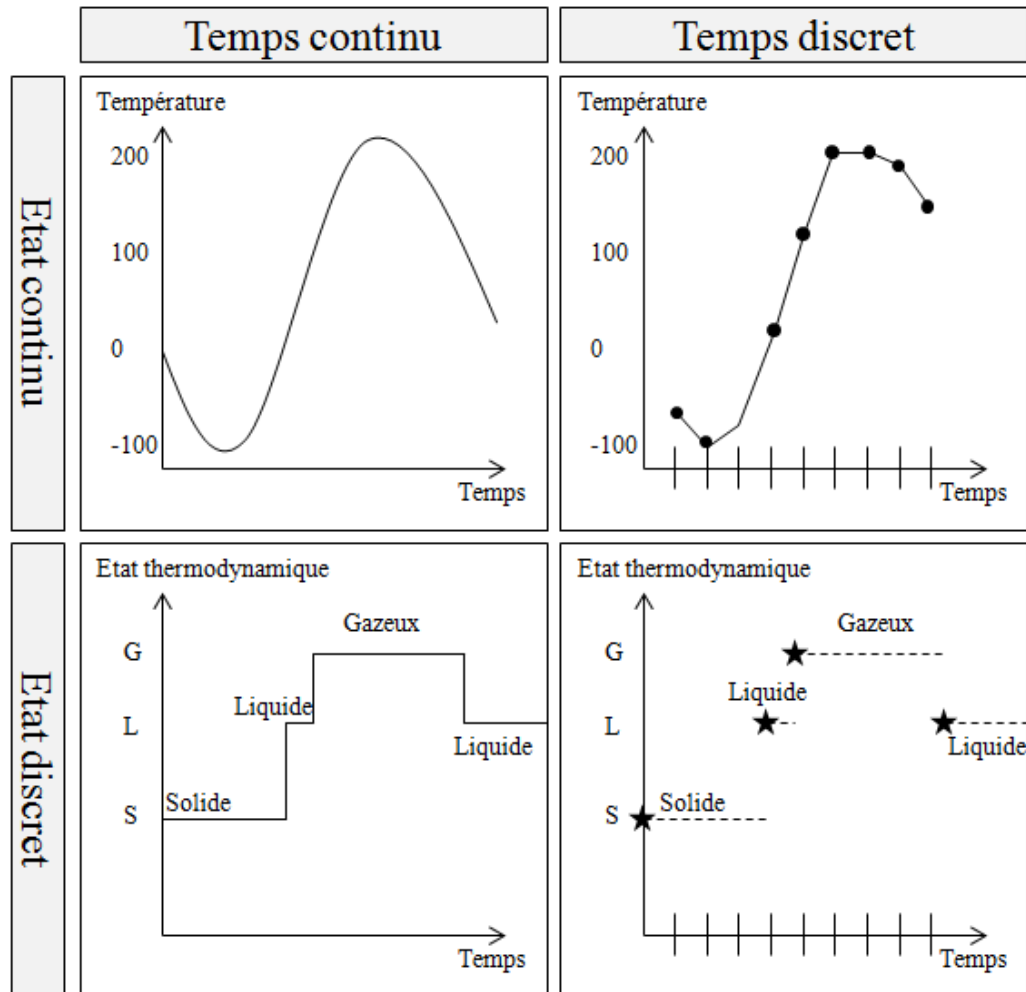 Temps continu
Temps discret
Etat continu
Température
200
100
0
-100
Temps
Température
200
100
0
-100
Temps
Etat discret
Etat thermodynamique
G
L
S
Gazeux
Liquide
Liquide
Solide
Temps
Etat thermodynamique
G
L
S
Gazeux
Liquide
Liquide
Solide
Temps